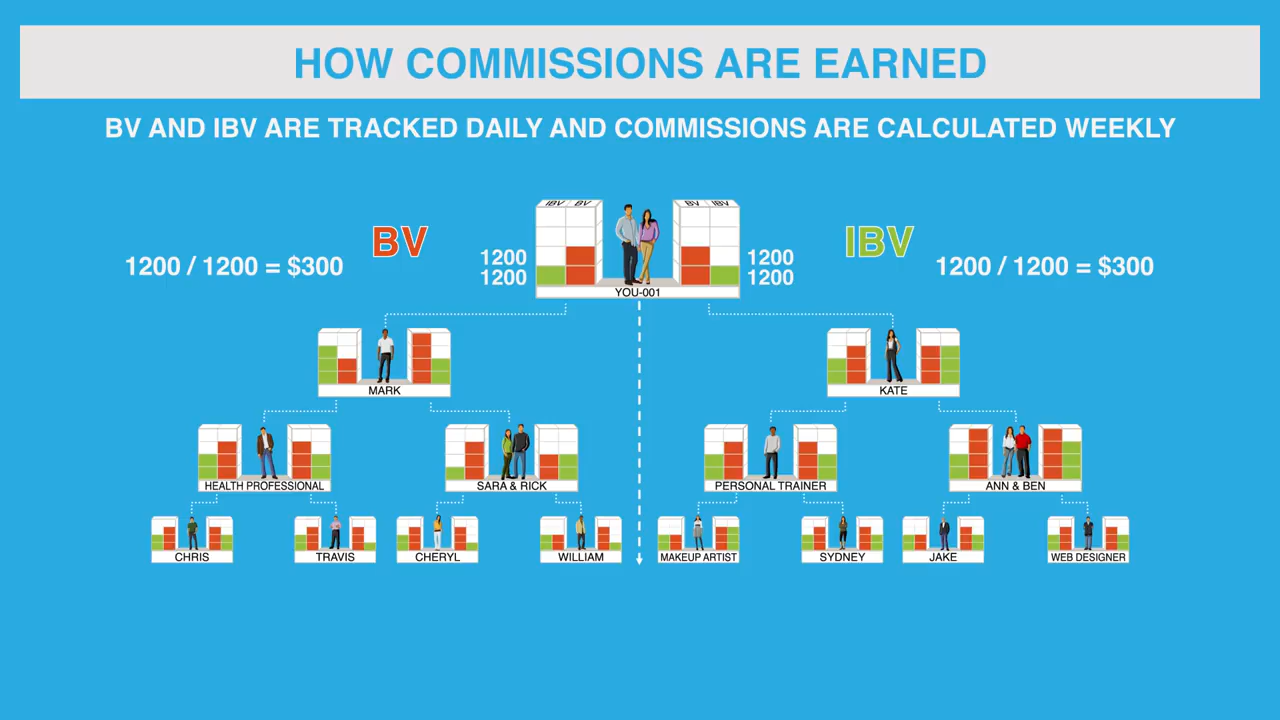 HOW COMMISSIONS ARE EARNED
BV AND IBV ARE TRACKED DAILY AND COMMISSIONS ARE CALCULATED WEEKLY
IBV BV
BV IBV
BV
IBV
1200 / 1200 = $300
1200
1200
1200
1200
1200 / 1200 = $300
YOU-001
MARK
KATE
HEALTH PROFESSIONAL
SARA & RICK
PERSONAL TRAINER
ANN & BEN
CHRIS
TRAVIS
CHERYL
WILLIAM
MAKEUP ARTIST
SYDNEY
JAKE
WEB DESIGNER